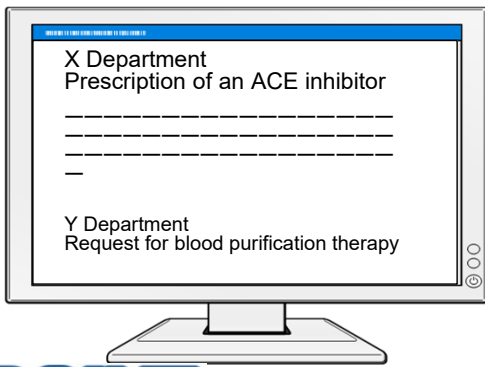 X Department
Prescription of an ACE inhibitor
Y Department
Request for blood purification therapy